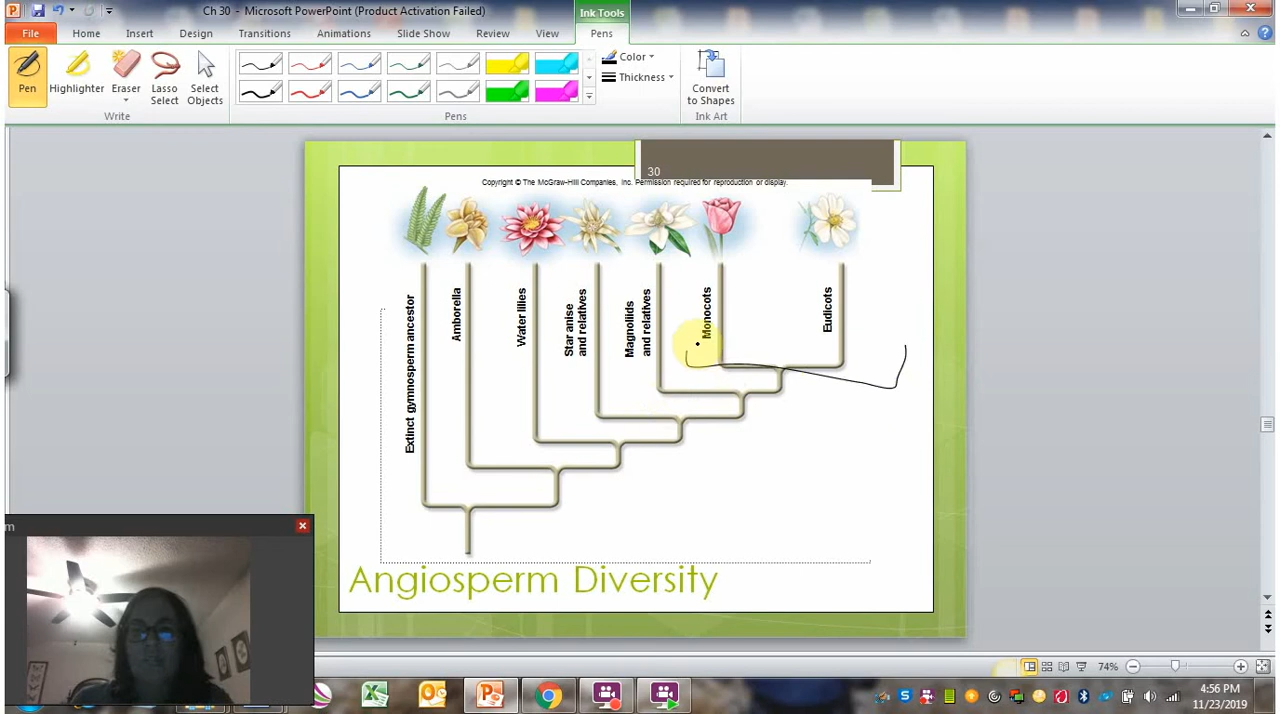 Ch 30 - Microsoft PowerPoint (Product Activation Failed)
Ink Tools
File
Home
Insert
Design
Transitions
Animations
Slide Show
Review
View
Pens
Pen
Highlighter
Eraser
Lasso
Select
Select
Objects
Color
Thickness
Convert
to Shapes
Write
Pens
Ink Art
30
Copyright © The McGraw-Hill Companies, Inc. Permission required for reproduction or display.
Extinct gymnosperm ancestor
Amborella
Water lilies
Star anise
and relatives
Magnoliids
and relatives
Monocots
Eudicots
Angiosperm Diversity
m
74%
4:56 PM
11/23/2019